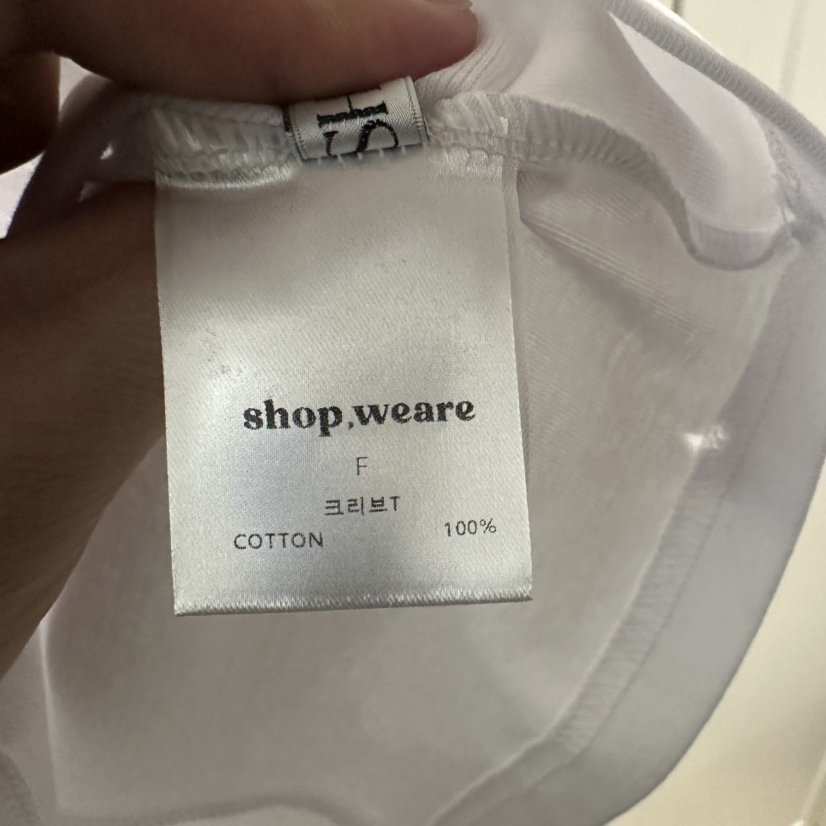 shop,weare
F
크리브T
COTTON 100%